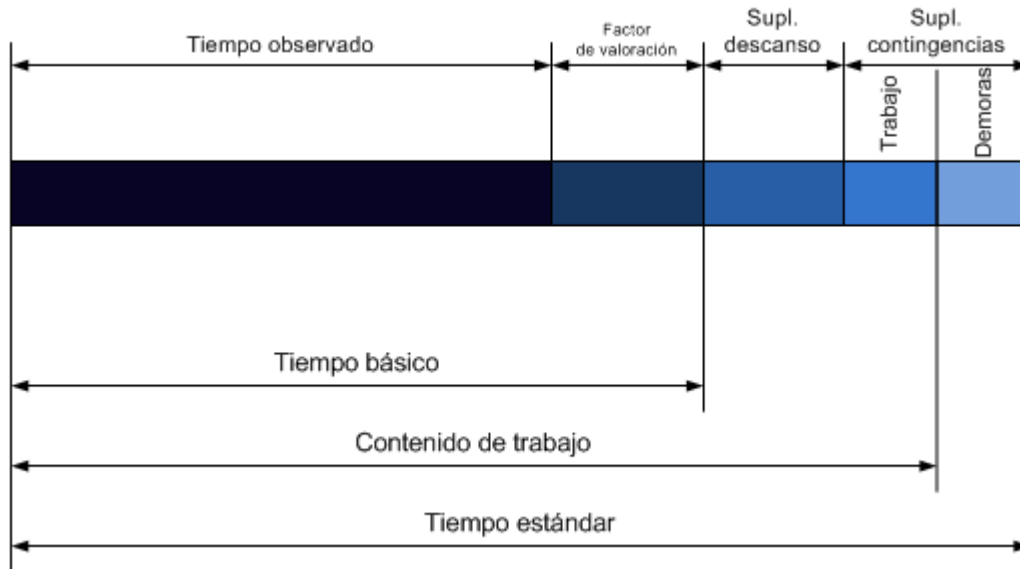 Tiempo observado
Factor
de valoración
Supl.
descanso
Supl.
contingencias
Trabajo
Demoras
Tiempo básico
Contenido de trabajo
Tiempo estándar